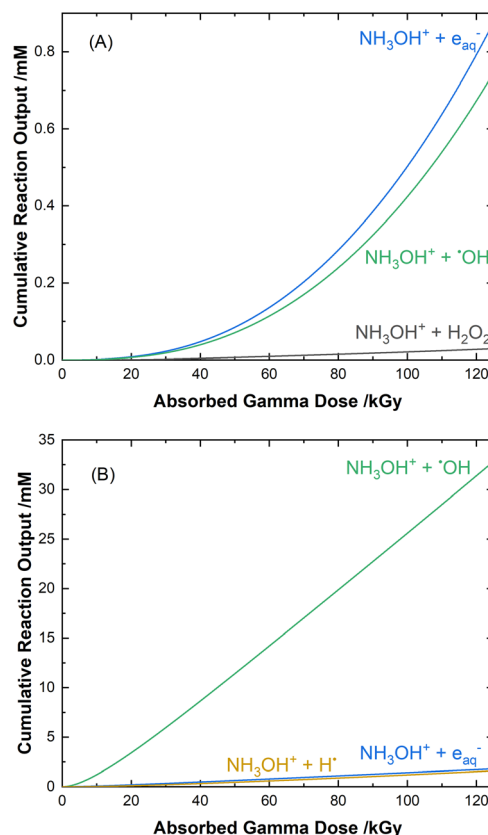 (A)
NH₃OH⁺ + e_aq⁻
NH₃OH⁺ + •OH
NH₃OH⁺ + H₂O₂
Cumulative Reaction Output /mM
0.8
0.6
0.4
0.2
0.0
0 20 40 60 80 100 120
Absorbed Gamma Dose /kGy
(B)
NH₃OH⁺ + •OH
NH₃OH⁺ + e_aq⁻
NH₃OH⁺ + H•
Cumulative Reaction Output /mM
35
30
25
20
15
10
5
0
0 20 40 60 80 100 120
Absorbed Gamma Dose /kGy